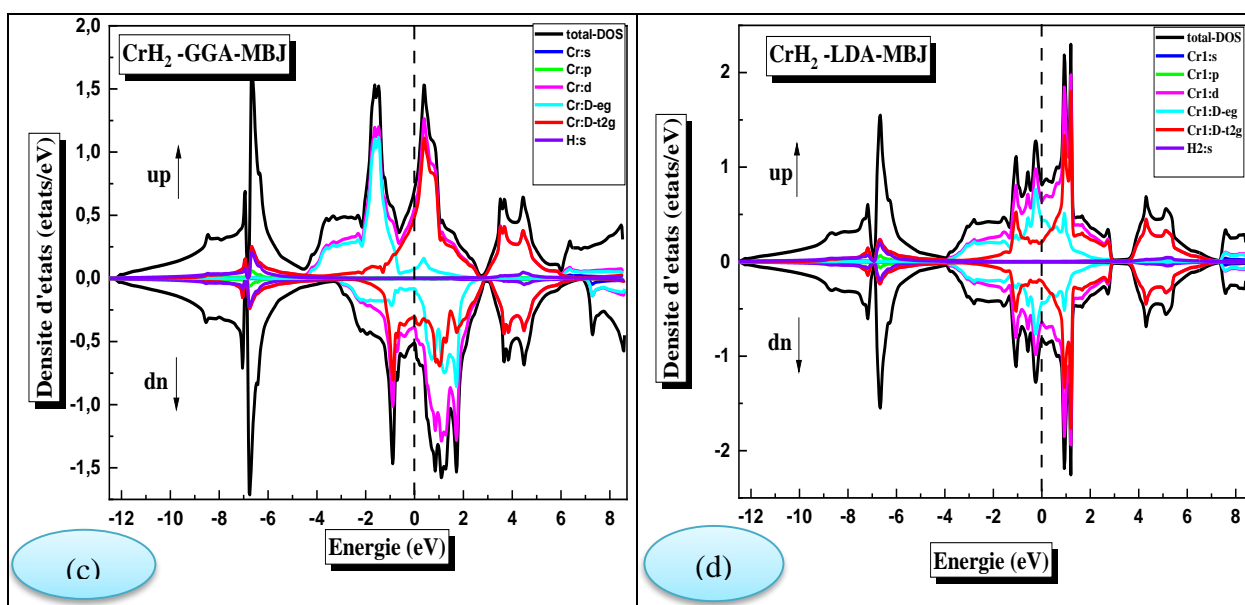 CrH2 -GGA-MBJ
total-DOS
Cr:s
Cr:p
Cr:d
Cr:D-eg
Cr:D-t2g
H:s
up
dn
Densite d'etats (etats/eV)
2,0
1,5
1,0
0,5
0,0
-0,5
-1,0
-1,5
-12 -10 -8 -6 -4 -2 0 2 4 6 8
Energie (eV)
(c)
CrH2 -LDA-MBJ
total-DOS
Cr1:s
Cr1:p
Cr1:d
Cr1:D-eg
Cr1:D-t2g
H2:s
up
dn
Densite d'etats (etats/eV)
2
1
0
-1
-2
-12 -10 -8 -6 -4 -2 0 2 4 6 8
Energie (eV)
(d)